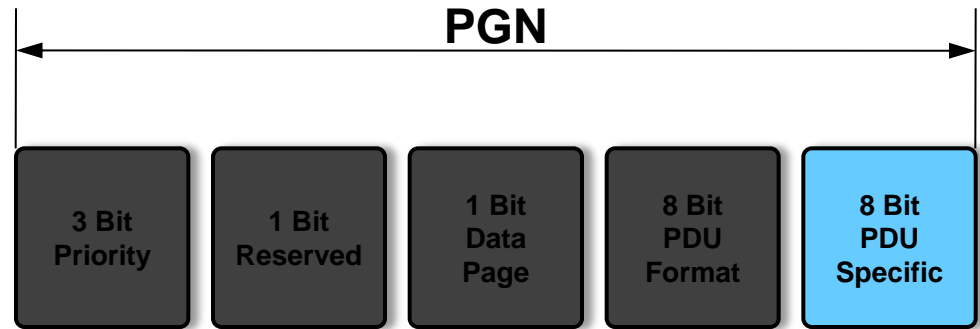 PGN
3 Bit
Priority
1 Bit
Reserved
1 Bit
Data
Page
8 Bit
PDU
Format
8 Bit
PDU
Specific